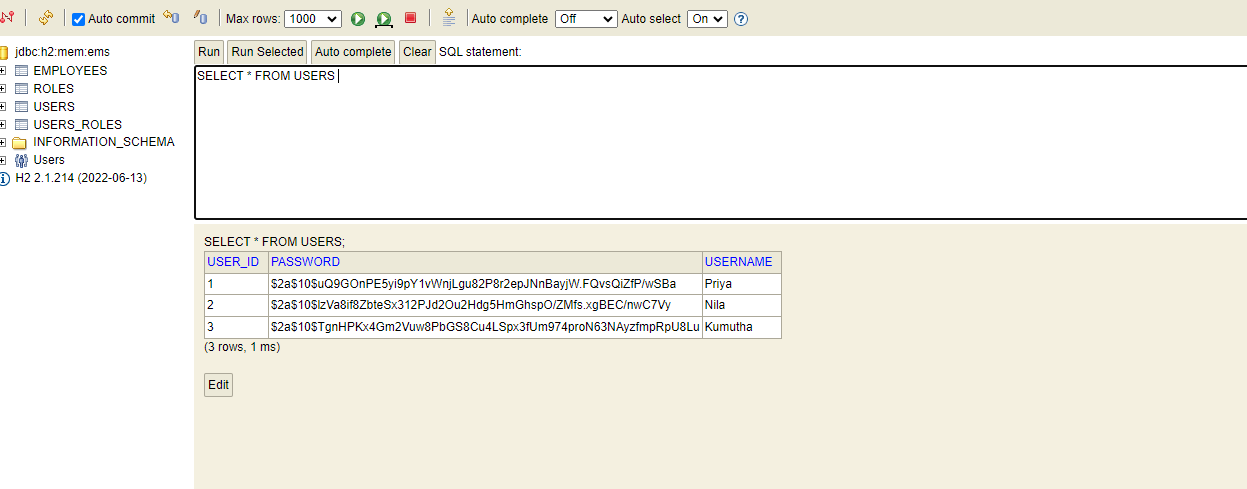 Auto commit Max rows: 1000 Auto complete Off Auto select On
jdbc:h2:mem:ems
EMPLOYEES
ROLES
USERS
USERS_ROLES
INFORMATION_SCHEMA
Users
H2 2.1.214 (2022-06-13)
Run Run Selected Auto complete Clear SQL statement:
SELECT * FROM USERS
SELECT * FROM USERS;
USER_ID PASSWORD USERNAME
1 $2a$10$uQ9GOnPE5yi9pY1vWnjLgu82P8r2epJNnBayjW.FQvsQiZfP/wSBa Priya
2 $2a$10$lzVa8if8ZbteSx312PJd2Ou2Hdg5HmGhspO/ZMfs.xgBEC/nwC7Vy Nila
3 $2a$10$TgnHPKx4Gm2Vuw8PbGS8Cu4LSpx3fUm974proN63NAyzfmpRpU8Lu Kumutha
(3 rows, 1 ms)
Edit